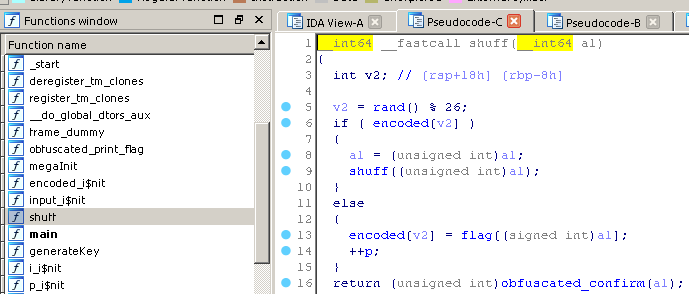 Functions window
IDA View-A
Pseudocode-C
Pseudocode-B
Function name
_start
deregister_tm_clones
register_tm_clones
__do_global_dtors_aux
frame_dummy
obfuscated_print_flag
megaInit
encoded_i$nit
input_i$nit
shuff
main
generateKey
i_i$nit
p_i$nit
1 __int64 __fastcall shuff(__int64 a1)
2 {
3 int v2; // [rsp+18h] [rbp-8h]
4
5 v2 = rand() % 26;
6 if ( encoded[v2] )
7 {
8 a1 = (unsigned int)a1;
9 shuff((unsigned int)a1);
10 }
11 else
12 {
13 encoded[v2] = flag[(signed int)a1];
14 ++p;
15 }
16 return (unsigned int)obfuscated_confirm(a1);